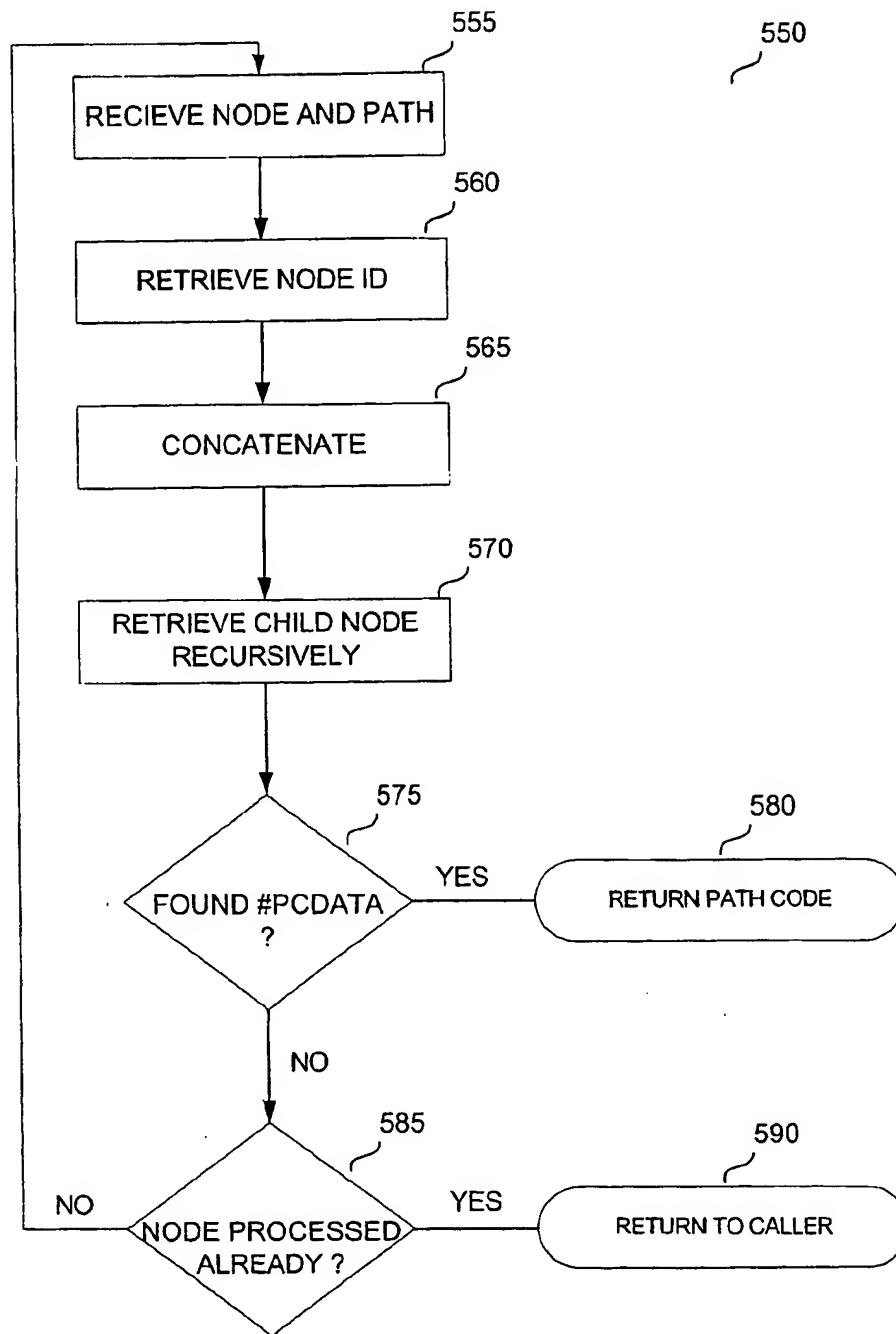 555
550
RECIEVE NODE AND PATH
560
RETRIEVE NODE ID
565
CONCATENATE
570
RETRIEVE CHILD NODE
RECURSIVELY
575
580
YES
FOUND #PCDATA
?
RETURN PATH CODE
NO
585
590
NO
YES
NODE PROCESSED
ALREADY ?
RETURN TO CALLER